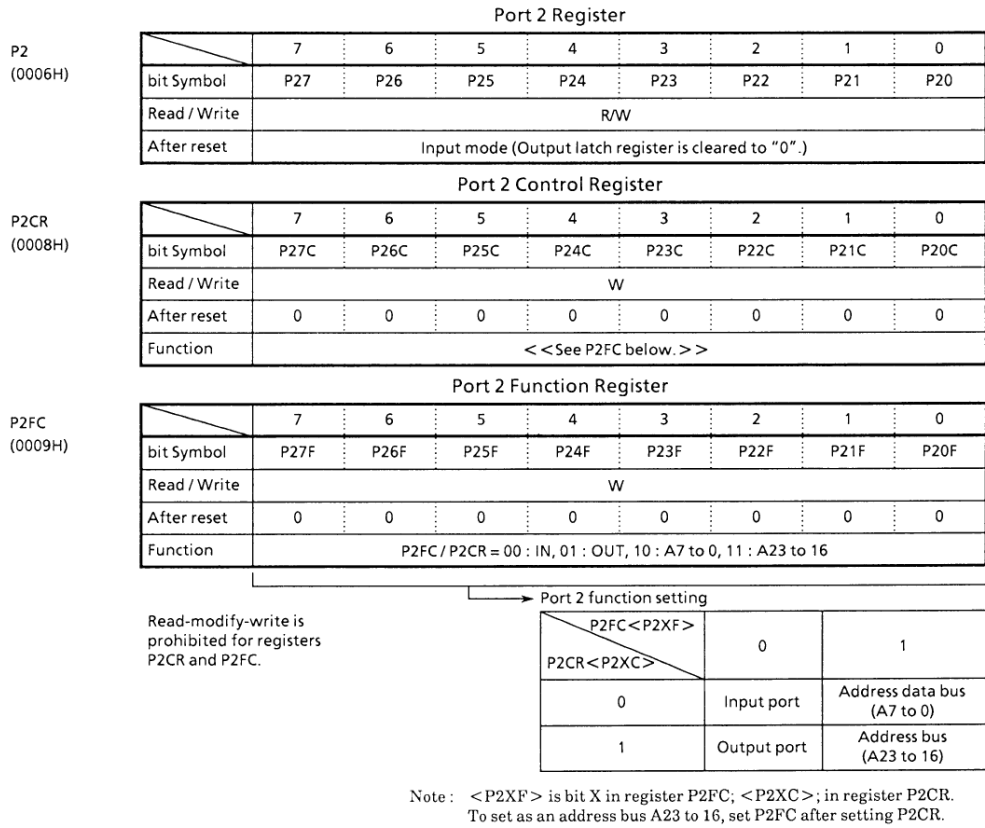 Port 2 Register
P2
(0006H)
7 6 5 4 3 2 1 0
bit Symbol P27 P26 P25 P24 P23 P22 P21 P20
Read / Write R/W
After reset Input mode (Output latch register is cleared to "0".)
Port 2 Control Register
P2CR
(0008H)
7 6 5 4 3 2 1 0
bit Symbol P27C P26C P25C P24C P23C P22C P21C P20C
Read / Write W
After reset 0 0 0 0 0 0 0 0
Function <<See P2FC below.>>
Port 2 Function Register
P2FC
(0009H)
7 6 5 4 3 2 1 0
bit Symbol P27F P26F P25F P24F P23F P22F P21F P20F
Read / Write W
After reset 0 0 0 0 0 0 0 0
Function P2FC / P2CR = 00 : IN, 01 : OUT, 10 : A7 to 0, 11 : A23 to 16
Read-modify-write is
prohibited for registers
P2CR and P2FC.
Port 2 function setting
P2FC<P2XF>
P2CR<P2XC>
0 1
0 Input port Address data bus
(A7 to 0)
1 Output port Address bus
(A23 to 16)
Note : <P2XF> is bit X in register P2FC; <P2XC>; in register P2CR.
To set as an address bus A23 to 16, set P2FC after setting P2CR.